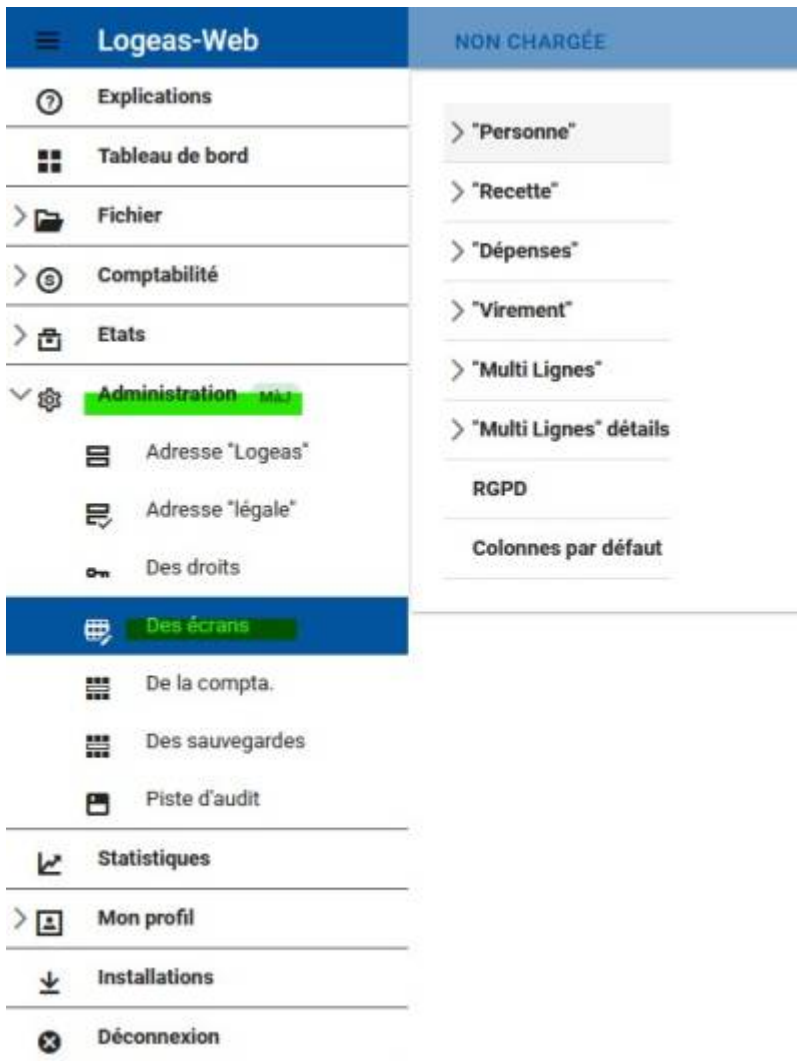 Logeas-Web
Explications
Tableau de bord
Fichier
Comptabilité
Etats
Administration MàJ
Adresse "Logeas"
Adresse "légale"
Des droits
Des écrans
De la compta.
Des sauvegardes
Piste d'audit
Statistiques
Mon profil
Installations
Déconnexion
NON CHARGÉE
"Personne"
"Recette"
"Dépenses"
"Virement"
"Multi Lignes"
"Multi Lignes" détails
RGPD
Colonnes par défaut